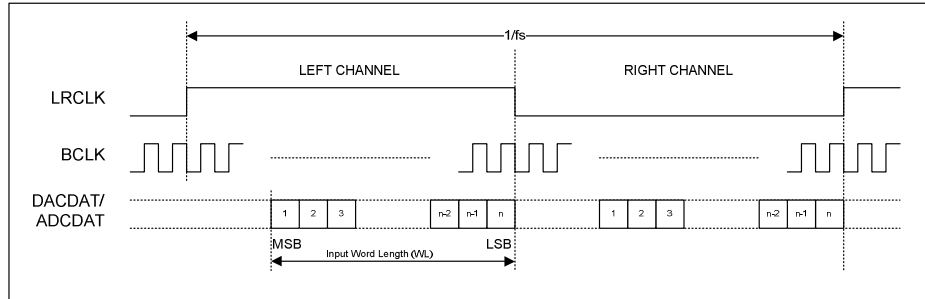 1/fs
LEFT CHANNEL RIGHT CHANNEL
LRCLK
BCLK
DACDAT/
ADCDAT
1 2 3 n-2 n-1 n 1 2 3 n-2 n-1 n
MSB LSB
Input Word Length (WL)